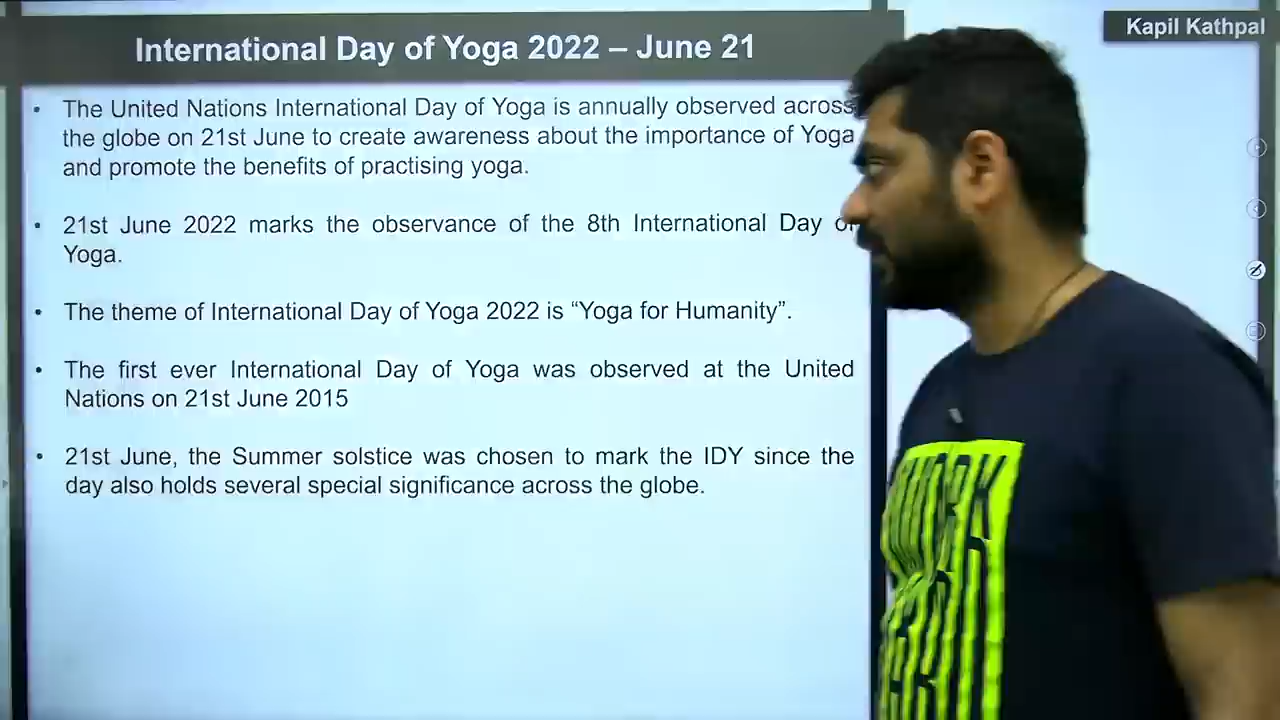 International Day of Yoga 2022 – June 21
Kapil Kathpal
• The United Nations International Day of Yoga is annually observed across
the globe on 21st June to create awareness about the importance of Yoga
and promote the benefits of practising yoga.
• 21st June 2022 marks the observance of the 8th International Day of
Yoga.
• The theme of International Day of Yoga 2022 is “Yoga for Humanity”.
• The first ever International Day of Yoga was observed at the United
Nations on 21st June 2015
• 21st June, the Summer solstice was chosen to mark the IDY since the
day also holds several special significance across the globe.
WORK